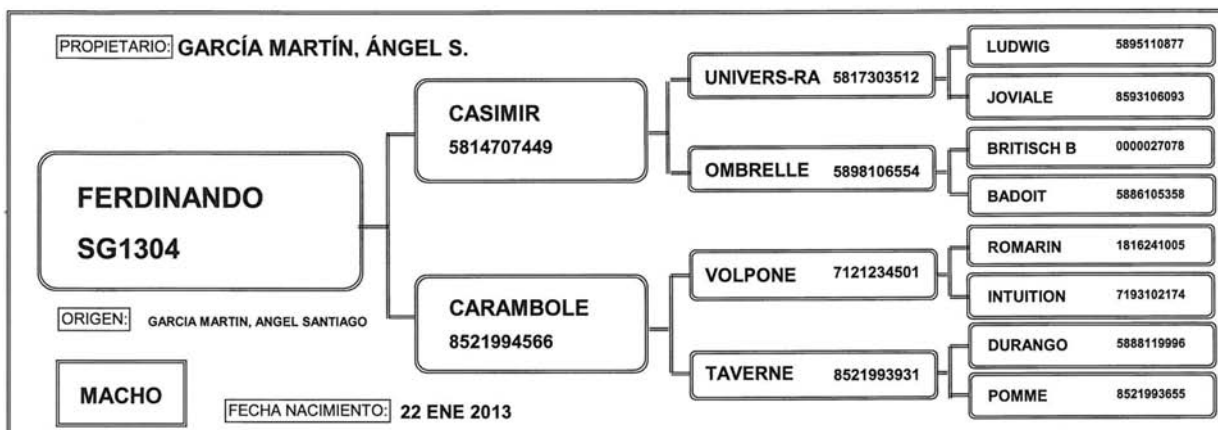 PROPIETARIO: GARCÍA MARTÍN, ÁNGEL S.
FERDINANDO
SG1304
ORIGEN: GARCIA MARTIN, ANGEL SANTIAGO
MACHO
FECHA NACIMIENTO: 22 ENE 2013
CASIMIR
5814707449
CARAMBOLE
8521994566
UNIVERS-RA 5817303512
OMBRELLE 5898106554
VOLPONE 7121234501
TAVERNE 8521993931
LUDWIG 5895110877
JOVIALE 8593106093
BRITISCH B 0000027078
BADOIT 5886105358
ROMARIN 1816241005
INTUITION 7193102174
DURANGO 5888119996
POMME 8521993655